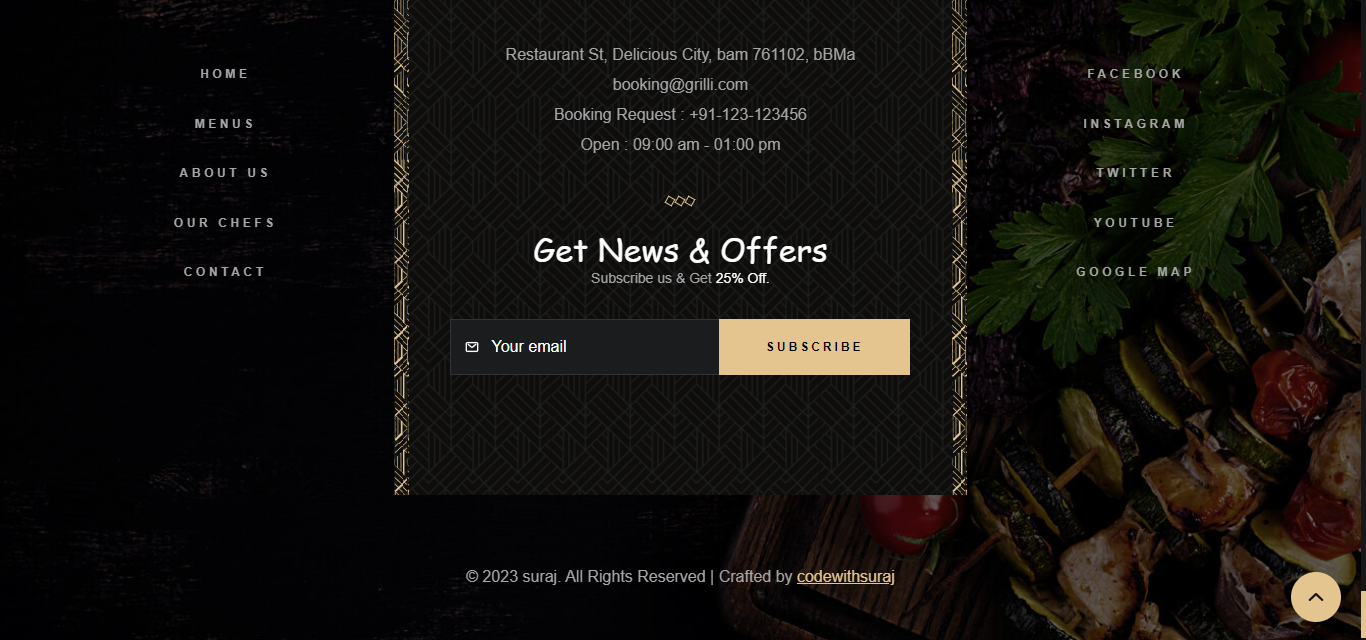 HOME
MENUS
ABOUT US
OUR CHEFS
CONTACT
Restaurant St, Delicious City, bam 761102, bBMa
booking@grilli.com
Booking Request : +91-123-123456
Open : 09:00 am - 01:00 pm
Get News & Offers
Subscribe us & Get 25% Off.
Your email
SUBSCRIBE
FACEBOOK
INSTAGRAM
TWITTER
YOUTUBE
GOOGLE MAP
© 2023 suraj. All Rights Reserved | Crafted by codewithsuraj